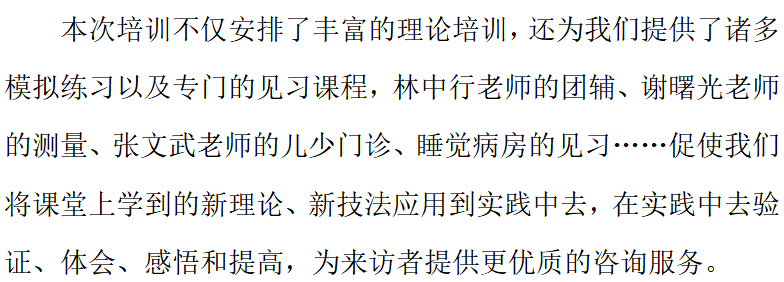 本次培训不仅安排了丰富的理论培训，还为我们提供了诸多
模拟练习以及专门的见习课程，林中行老师的团辅、谢曙光老师
的测量、张文武老师的儿少门诊、睡觉病房的见习……促使我们
将课堂上学到的新理论、新技法应用到实践中去，在实践中去验
证、体会、感悟和提高，为来访者提供更优质的咨询服务。